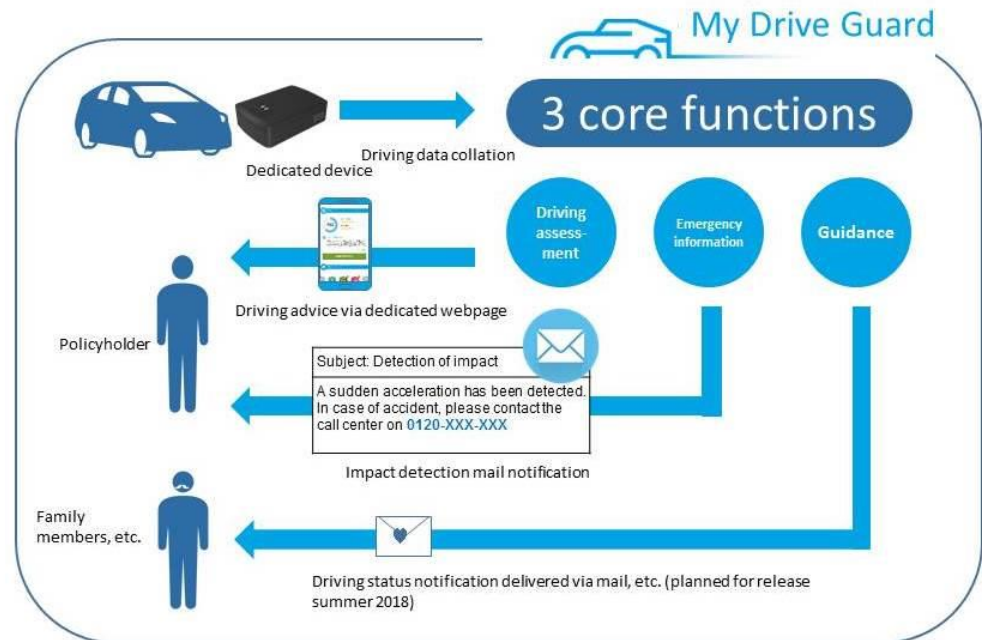 My Drive Guard
3 core functions
Driving data collation
Dedicated device
Driving
assess-
ment
Emergency
information
Guidance
Driving advice via dedicated webpage
Policyholder
Subject: Detection of impact
A sudden acceleration has been detected.
In case of accident, please contact the
call center on 0120-XXX-XXX
Impact detection mail notification
Family
members, etc.
Driving status notification delivered via mail, etc. (planned for release
summer 2018)